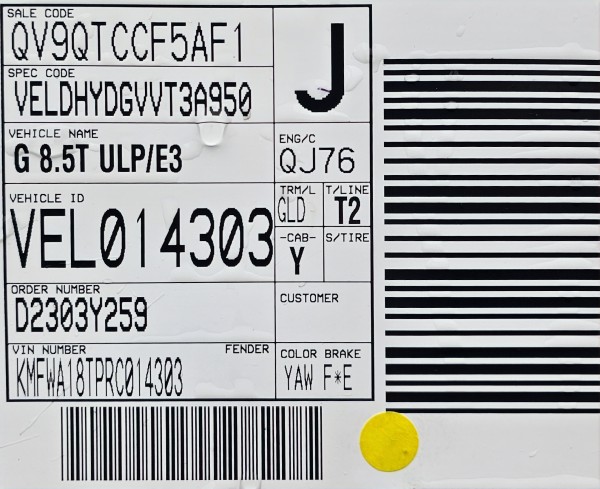 SALE CODE
QV9QTCCF5AF1
J
SPEC CODE
VELDHYDGVVT3A950
VEHICLE NAME
G 8.5T ULP/E3
ENG/C
QJ76
VEHICLE ID
VEL014303
TRM/L
GLD
T/LINE
T2
-CAB-
Y
S/TIRE
ORDER NUMBER
D2303Y259
CUSTOMER
VIN NUMBER
FENDER
KMFWA18TPRC014303
COLOR BRAKE
YAW F*E